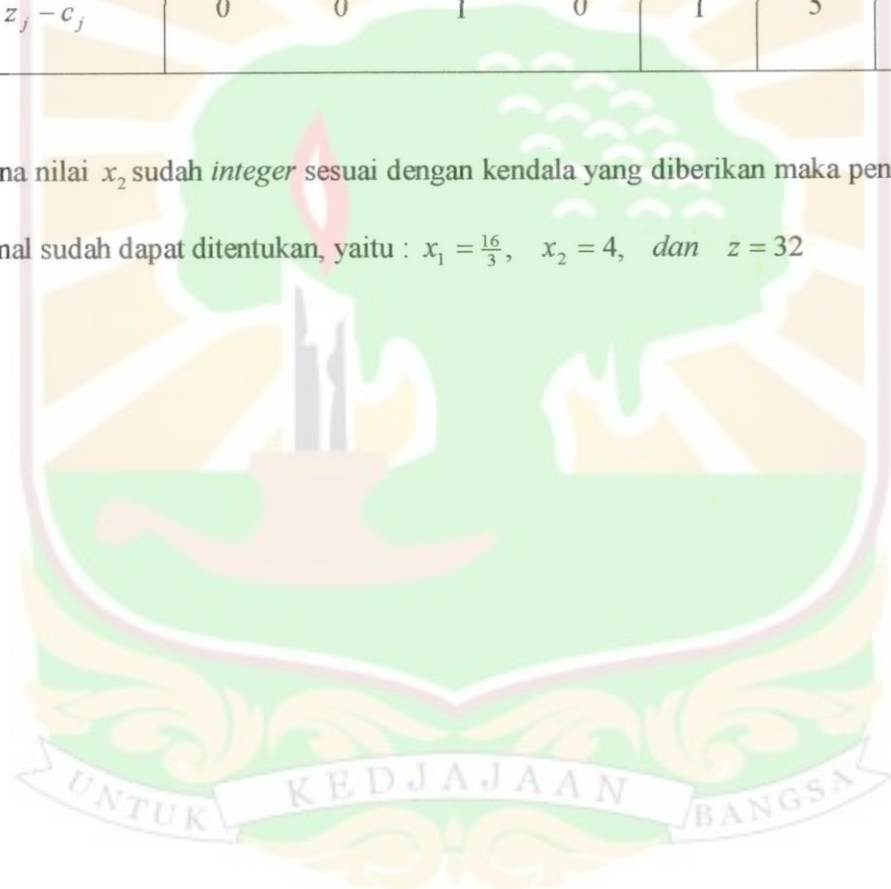 z_j − c_j 0 0 1 0 1 3
na nilai x₂ sudah integer sesuai dengan kendala yang diberikan maka pen
nal sudah dapat ditentukan, yaitu : x₁ = 16/3, x₂ = 4, dan z = 32
UNTUK KEDJAJAAN BANGSA